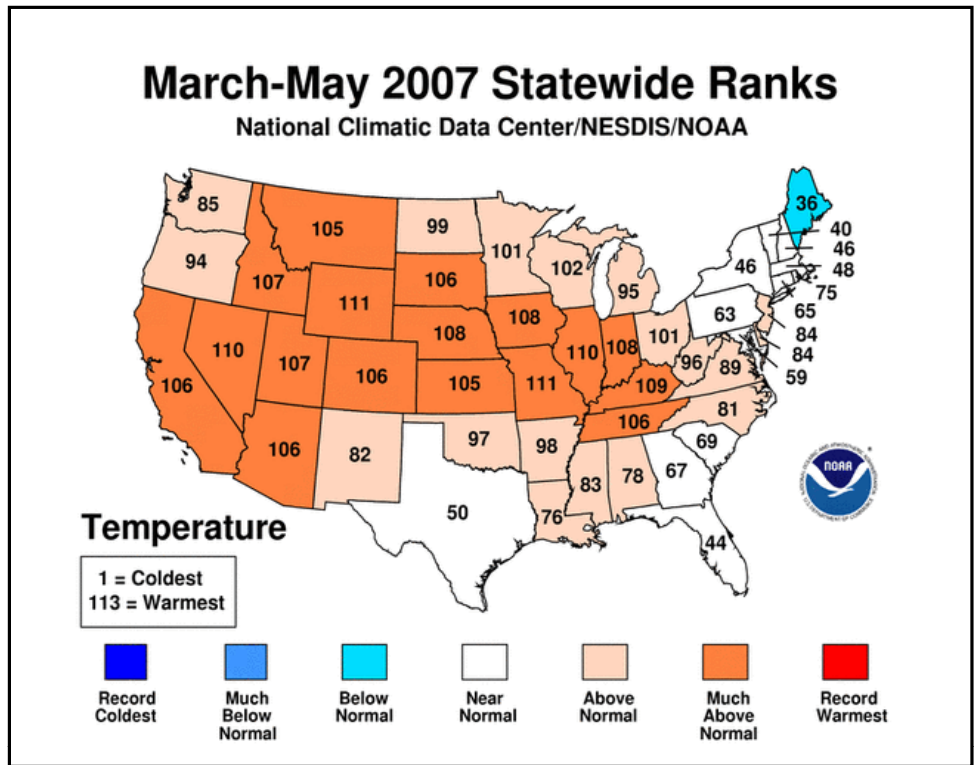 March-May 2007 Statewide Ranks
National Climatic Data Center/NESDIS/NOAA
85
105
99
101
36
40
46
48
75
65
84
84
59
94
107
111
106
102
95
46
63
106
110
107
106
108
105
108
111
110
108
101
96
89
109
106
81
106
82
97
98
69
50
76
83
78
67
44
NOAA
Temperature
1 = Coldest
113 = Warmest
Record
Coldest
Much
Below
Normal
Below
Normal
Near
Normal
Above
Normal
Much
Above
Normal
Record
Warmest